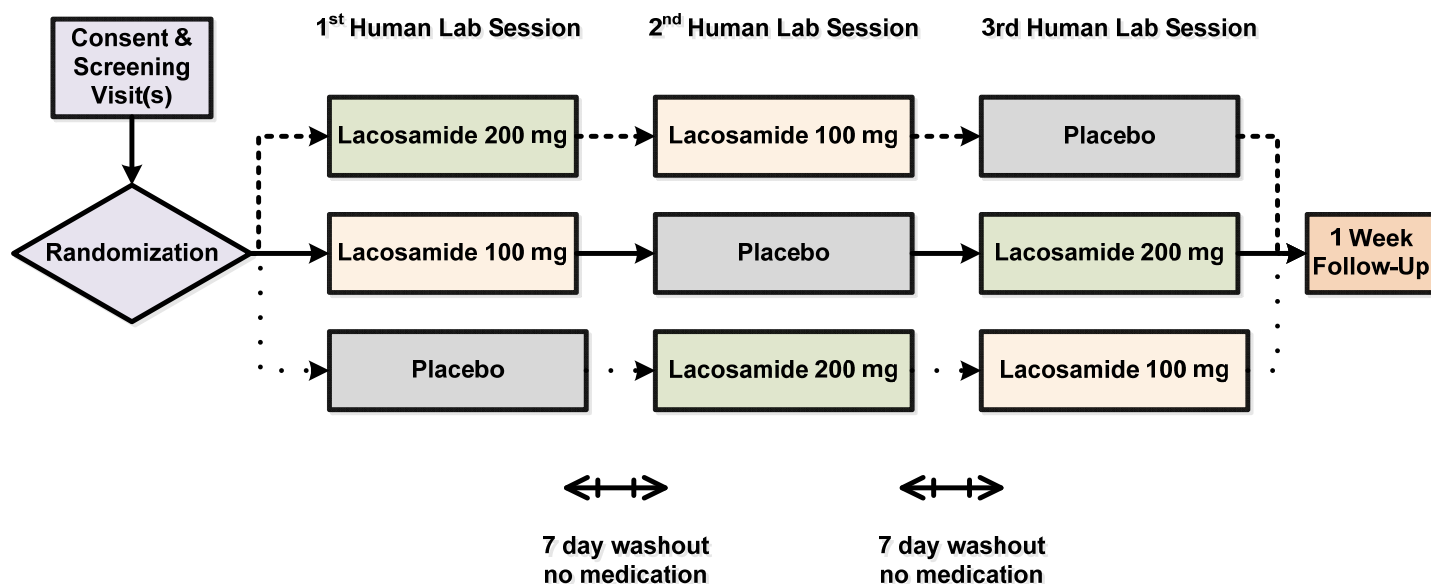 Consent &
Screening
Visit(s)
1st Human Lab Session
2nd Human Lab Session
3rd Human Lab Session
Lacosamide 200 mg
Lacosamide 100 mg
Placebo
Randomization
Lacosamide 100 mg
Placebo
Lacosamide 200 mg
1 Week
Follow-Up
Placebo
Lacosamide 200 mg
Lacosamide 100 mg
7 day washout
no medication
7 day washout
no medication